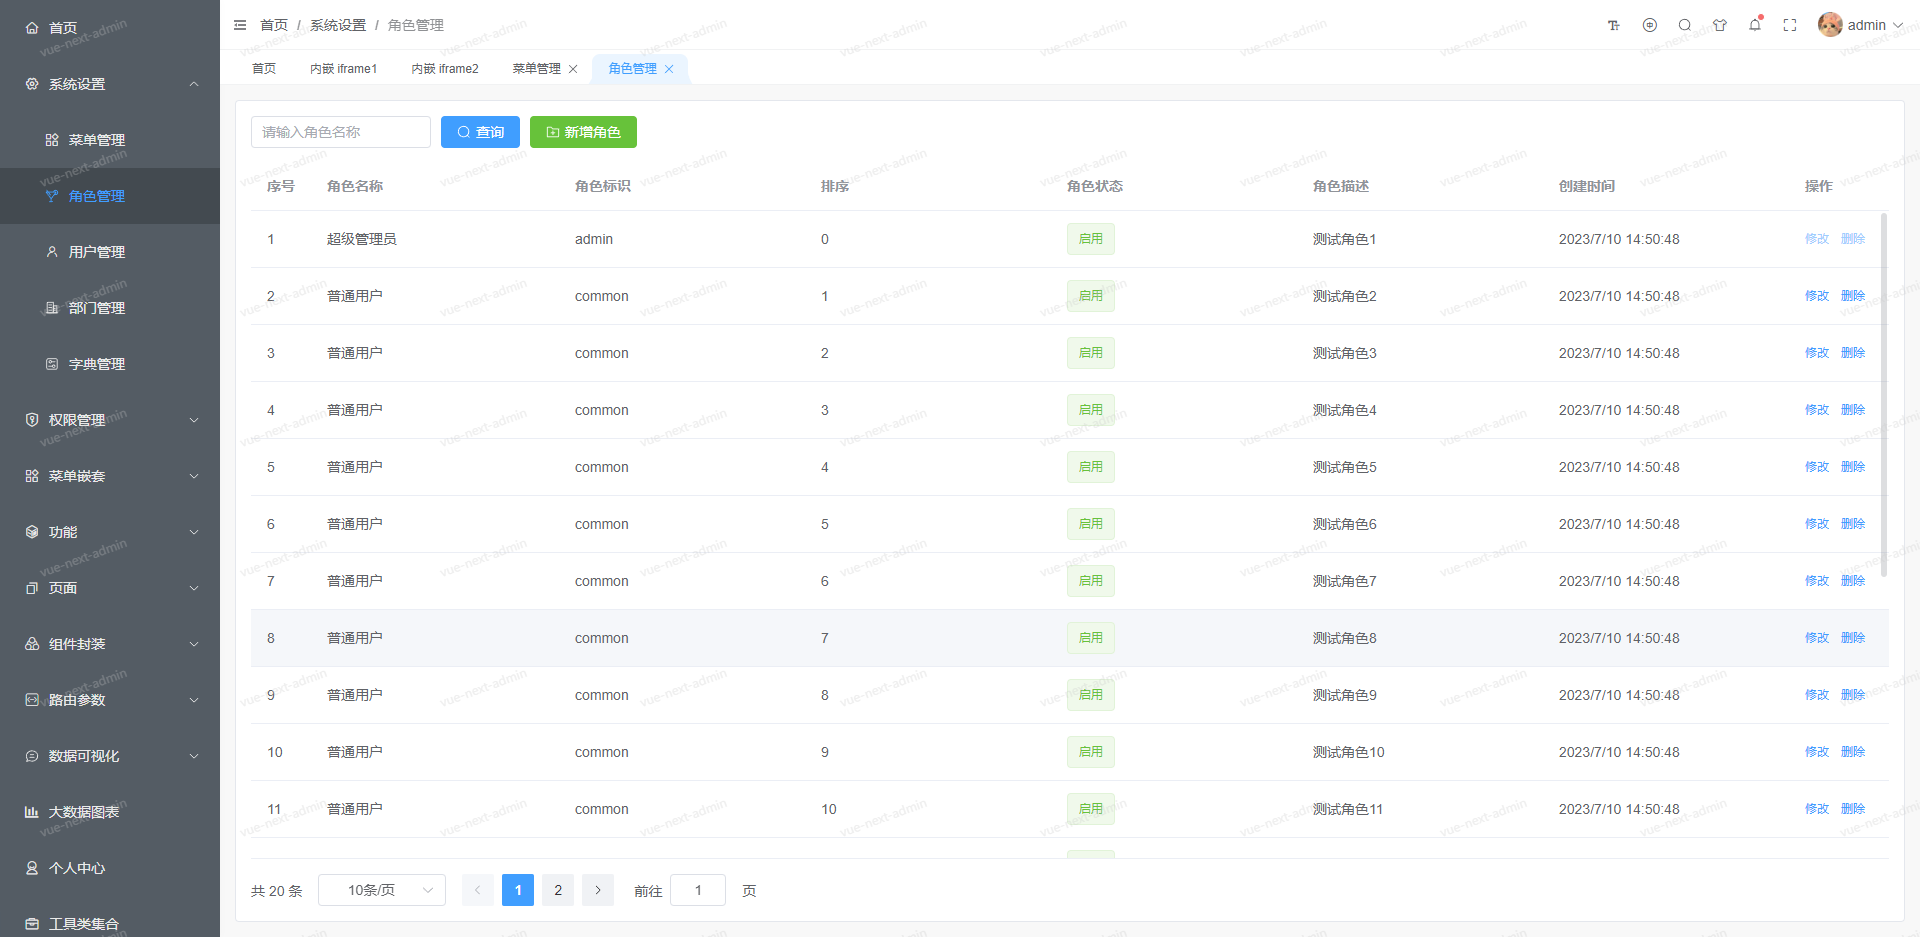 首页
系统设置
菜单管理
角色管理
用户管理
部门管理
字典管理
权限管理
菜单嵌套
功能
页面
组件封装
路由参数
数据可视化
大数据图表
个人中心
工具类集合
首页 / 系统设置 / 角色管理
admin
首页 内嵌 iframe1 内嵌 iframe2 菜单管理 角色管理
请输入角色名称 查询 新增角色
序号 角色名称 角色标识 排序 角色状态 角色描述 创建时间 操作
1 超级管理员 admin 0 启用 测试角色1 2023/7/10 14:50:48 修改 删除
2 普通用户 common 1 启用 测试角色2 2023/7/10 14:50:48 修改 删除
3 普通用户 common 2 启用 测试角色3 2023/7/10 14:50:48 修改 删除
4 普通用户 common 3 启用 测试角色4 2023/7/10 14:50:48 修改 删除
5 普通用户 common 4 启用 测试角色5 2023/7/10 14:50:48 修改 删除
6 普通用户 common 5 启用 测试角色6 2023/7/10 14:50:48 修改 删除
7 普通用户 common 6 启用 测试角色7 2023/7/10 14:50:48 修改 删除
8 普通用户 common 7 启用 测试角色8 2023/7/10 14:50:48 修改 删除
9 普通用户 common 8 启用 测试角色9 2023/7/10 14:50:48 修改 删除
10 普通用户 common 9 启用 测试角色10 2023/7/10 14:50:48 修改 删除
11 普通用户 common 10 启用 测试角色11 2023/7/10 14:50:48 修改 删除
共 20 条 10条/页 1 2 前往 1 页
vue-next-admin